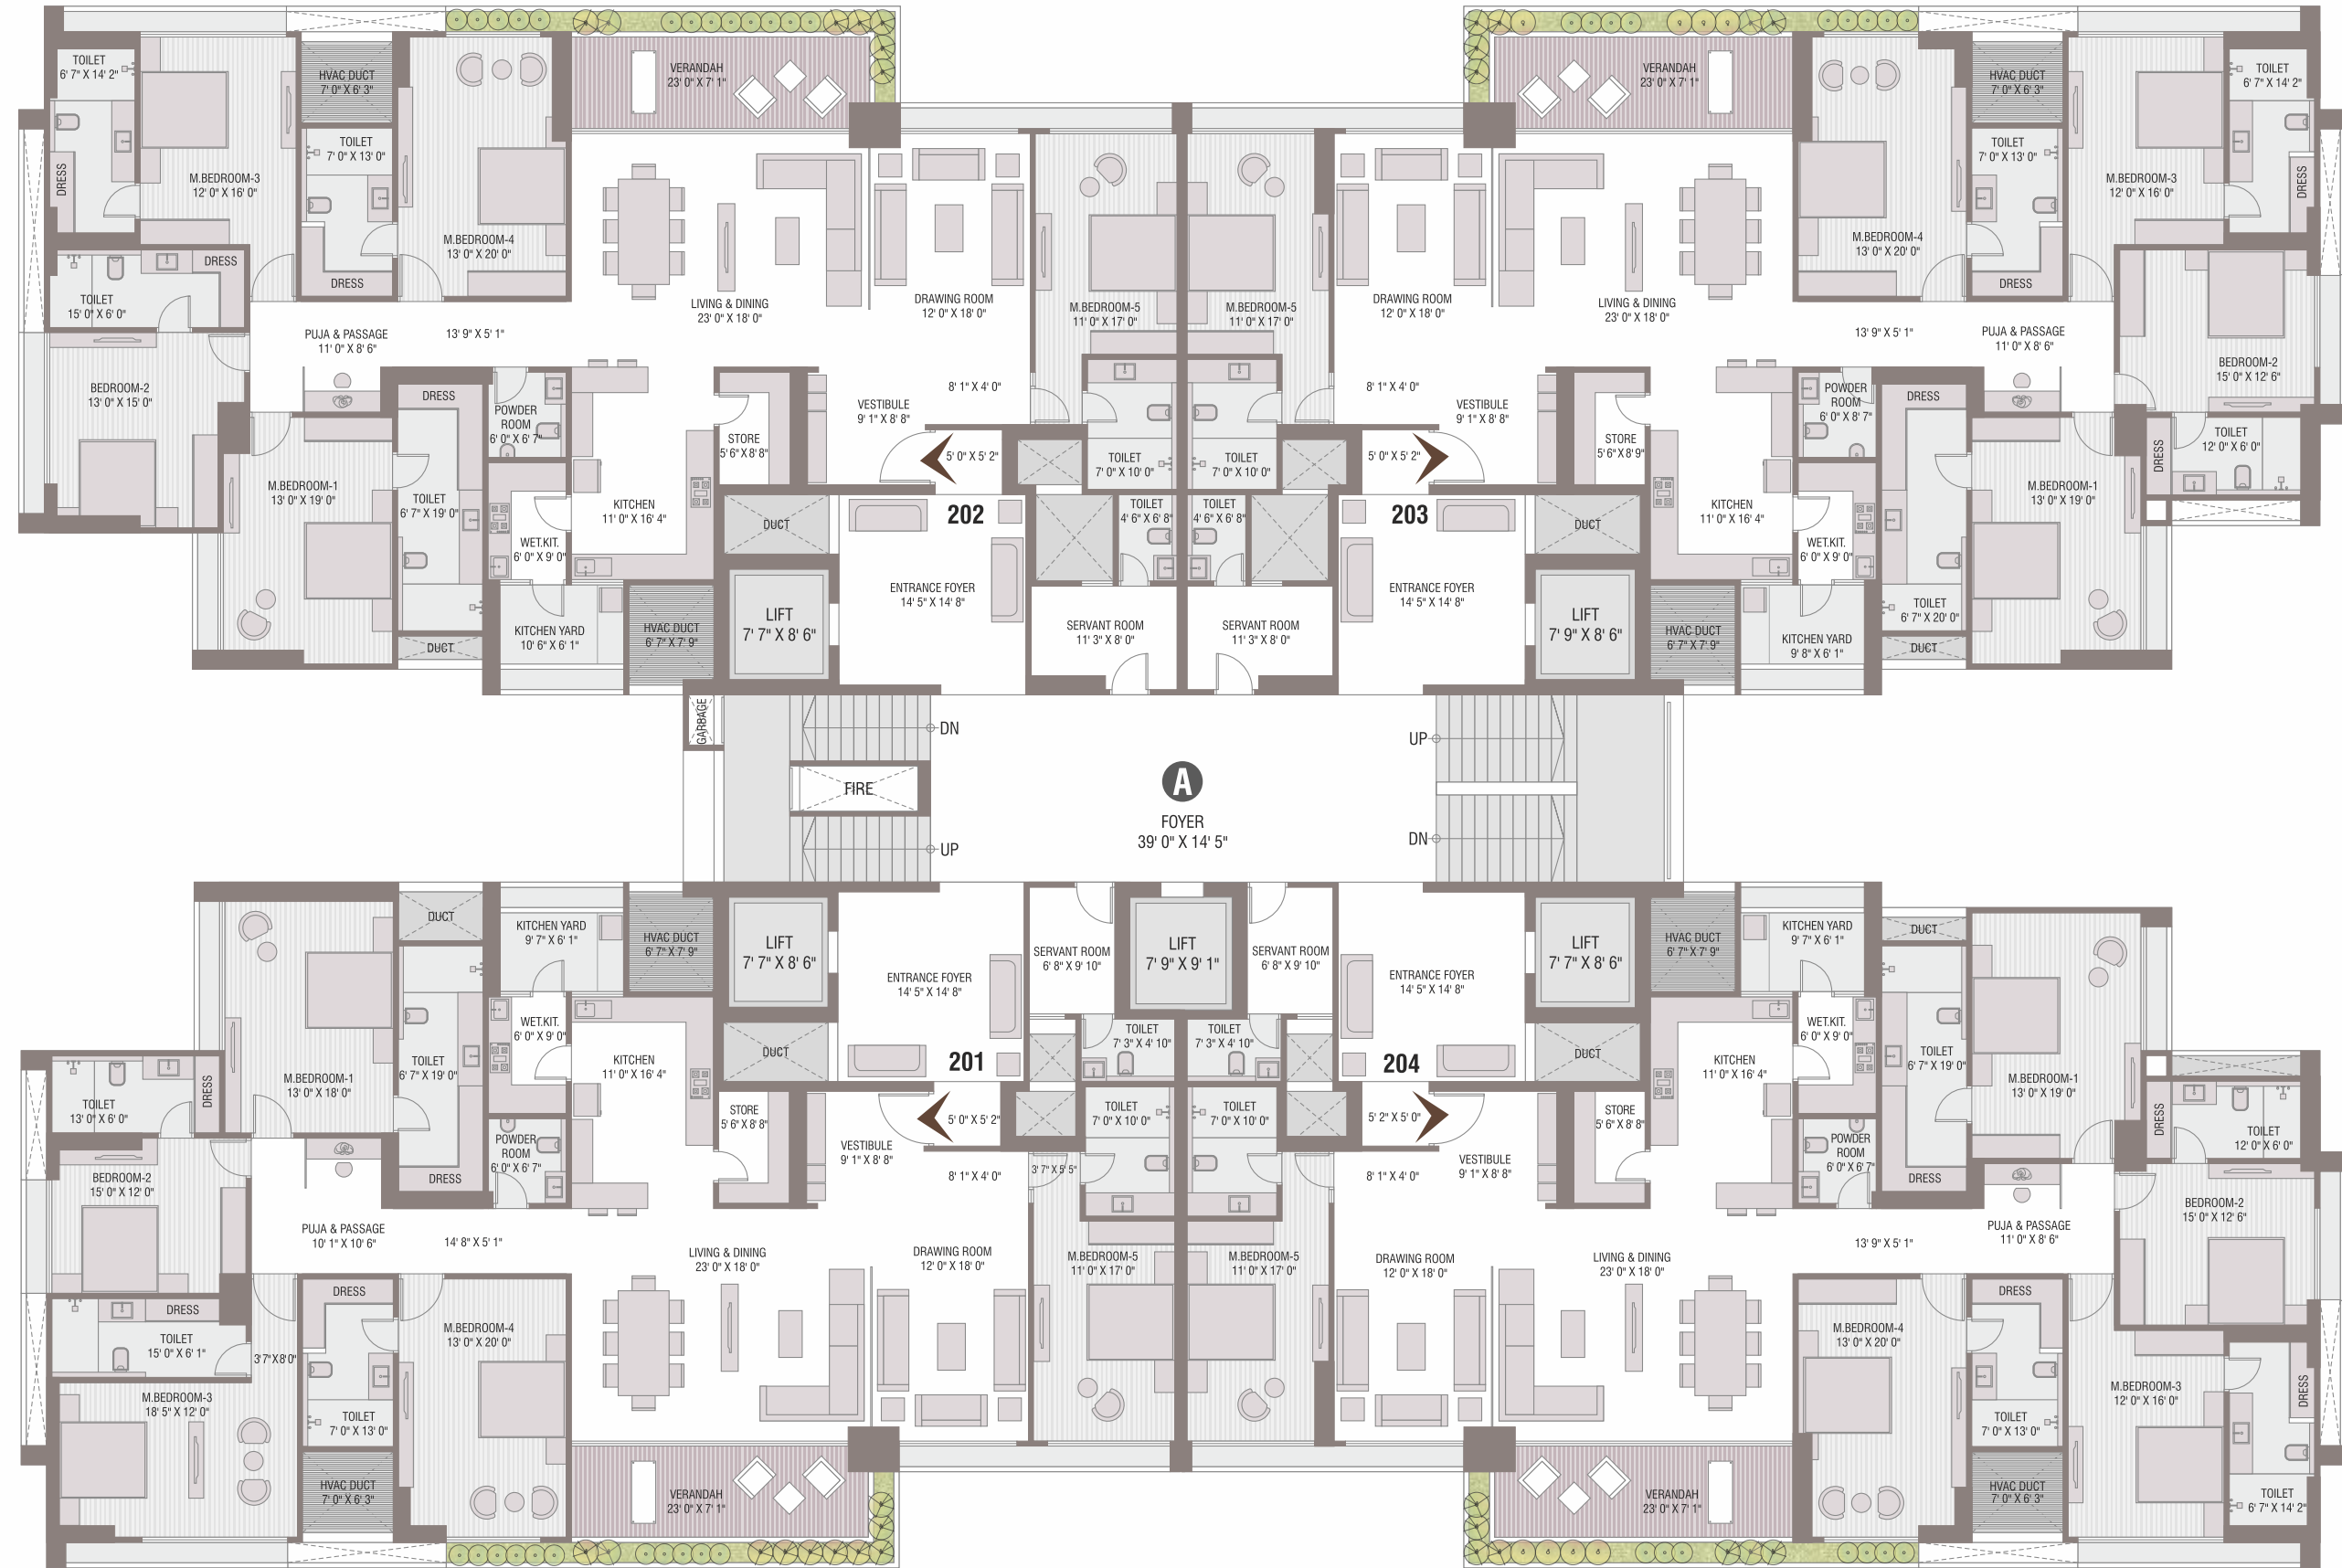 TOILET
6' 7" X 14' 2"
DRESS
M.BEDROOM-3
12' 0" X 16' 0"
HVAC DUCT
7' 0" X 6' 3"
TOILET
7' 0" X 13' 0"
DRESS
M.BEDROOM-4
13' 0" X 20' 0"
VERANDAH
23' 0" X 7' 1"
TOILET
15' 0" X 6' 0"
DRESS
BEDROOM-2
13' 0" X 15' 0"
PUJA & PASSAGE
11' 0" X 8' 6"
13' 9" X 5' 1"
LIVING & DINING
23' 0" X 18' 0"
DRAWING ROOM
12' 0" X 18' 0"
M.BEDROOM-5
11' 0" X 17' 0"
M.BEDROOM-1
13' 0" X 19' 0"
DRESS
TOILET
6' 7" X 19' 0"
DUCT
POWDER
ROOM
6' 0" X 6' 7"
WET.KIT.
6' 0" X 9' 0"
KITCHEN
11' 0" X 16' 4"
KITCHEN YARD
10' 6" X 6' 1"
HVAC DUCT
6' 7" X 7' 9"
STORE
5' 6" X 8' 8"
VESTIBULE
9' 1" X 8' 8"
8' 1" X 4' 0"
5' 0" X 5' 2"
TOILET
7' 0" X 10' 0"
DUCT
202
LIFT
7' 7" X 8' 6"
ENTRANCE FOYER
14' 5" X 14' 8"
TOILET
4' 6" X 6' 8"
SERVANT ROOM
11' 3" X 8' 0"
VERANDAH
23' 0" X 7' 1"
M.BEDROOM-4
13' 0" X 20' 0"
HVAC DUCT
7' 0" X 6' 3"
TOILET
7' 0" X 13' 0"
DRESS
M.BEDROOM-3
12' 0" X 16' 0"
TOILET
6' 7" X 14' 2"
DRESS
M.BEDROOM-5
11' 0" X 17' 0"
DRAWING ROOM
12' 0" X 18' 0"
LIVING & DINING
23' 0" X 18' 0"
13' 9" X 5' 1"
PUJA & PASSAGE
11' 0" X 8' 6"
BEDROOM-2
15' 0" X 12' 6"
DRESS
TOILET
12' 0" X 6' 0"
8' 1" X 4' 0"
VESTIBULE
9' 1" X 8' 8"
STORE
5' 6" X 8' 9"
POWDER
ROOM
6' 0" X 8' 7"
DRESS
M.BEDROOM-1
13' 0" X 19' 0"
TOILET
7' 0" X 10' 0"
5' 0" X 5' 2"
KITCHEN
11' 0" X 16' 4"
WET.KIT.
6' 0" X 9' 0"
TOILET
6' 7" X 20' 0"
DUCT
TOILET
4' 6" X 6' 8"
203
DUCT
ENTRANCE FOYER
14' 5" X 14' 8"
LIFT
7' 9" X 8' 6"
SERVANT ROOM
11' 3" X 8' 0"
HVAC DUCT
6' 7" X 7' 9"
KITCHEN YARD
9' 8" X 6' 1"
GARBAGE
DN
FIRE
UP
A
FOYER
39' 0" X 14' 5"
UP
DN
DUCT
KITCHEN YARD
9' 7" X 6' 1"
HVAC DUCT
6' 7" X 7' 9"
LIFT
7' 7" X 8' 6"
ENTRANCE FOYER
14' 5" X 14' 8"
SERVANT ROOM
6' 8" X 9' 10"
LIFT
7' 9" X 9' 1"
TOILET
13' 0" X 6' 0"
DRESS
M.BEDROOM-1
13' 0" X 18' 0"
TOILET
6' 7" X 19' 0"
DRESS
WET.KIT.
6' 0" X 9' 0"
KITCHEN
11' 0" X 16' 4"
DUCT
201
TOILET
7' 3" X 4' 10"
STORE
5' 6" X 8' 8"
5' 0" X 5' 2"
TOILET
7' 0" X 10' 0"
POWDER
ROOM
6' 0" X 6' 7"
VESTIBULE
9' 1" X 8' 8"
8' 1" X 4' 0"
3' 7" X 5' 5"
BEDROOM-2
15' 0" X 12' 0"
PUJA & PASSAGE
10' 1" X 10' 6"
14' 8" X 5' 1"
LIVING & DINING
23' 0" X 18' 0"
DRAWING ROOM
12' 0" X 18' 0"
M.BEDROOM-5
11' 0" X 17' 0"
DRESS
TOILET
15' 0" X 6' 1"
3' 7" X 8' 0"
DRESS
M.BEDROOM-4
13' 0" X 20' 0"
M.BEDROOM-3
18' 5" X 12' 0"
TOILET
7' 0" X 13' 0"
HVAC DUCT
7' 0" X 6' 3"
VERANDAH
23' 0" X 7' 1"
SERVANT ROOM
6' 8" X 9' 10"
ENTRANCE FOYER
14' 5" X 14' 8"
LIFT
7' 7" X 8' 6"
HVAC DUCT
6' 7" X 7' 9"
KITCHEN YARD
9' 7" X 6' 1"
DUCT
TOILET
7' 3" X 4' 10"
204
DUCT
KITCHEN
11' 0" X 16' 4"
WET.KIT.
6' 0" X 9' 0"
TOILET
6' 7" X 19' 0"
DRESS
M.BEDROOM-1
13' 0" X 19' 0"
DRESS
TOILET
12' 0" X 6' 0"
TOILET
7' 0" X 10' 0"
5' 2" X 5' 0"
STORE
5' 6" X 8' 8"
POWDER
ROOM
6' 0" X 6' 7"
8' 1" X 4' 0"
VESTIBULE
9' 1" X 8' 8"
BEDROOM-2
15' 0" X 12' 6"
M.BEDROOM-5
11' 0" X 17' 0"
DRAWING ROOM
12' 0" X 18' 0"
LIVING & DINING
23' 0" X 18' 0"
13' 9" X 5' 1"
PUJA & PASSAGE
11' 0" X 8' 6"
M.BEDROOM-4
13' 0" X 20' 0"
DRESS
TOILET
7' 0" X 13' 0"
M.BEDROOM-3
12' 0" X 16' 0"
DRESS
VERANDAH
23' 0" X 7' 1"
HVAC DUCT
7' 0" X 6' 3"
TOILET
6' 7" X 14' 2"